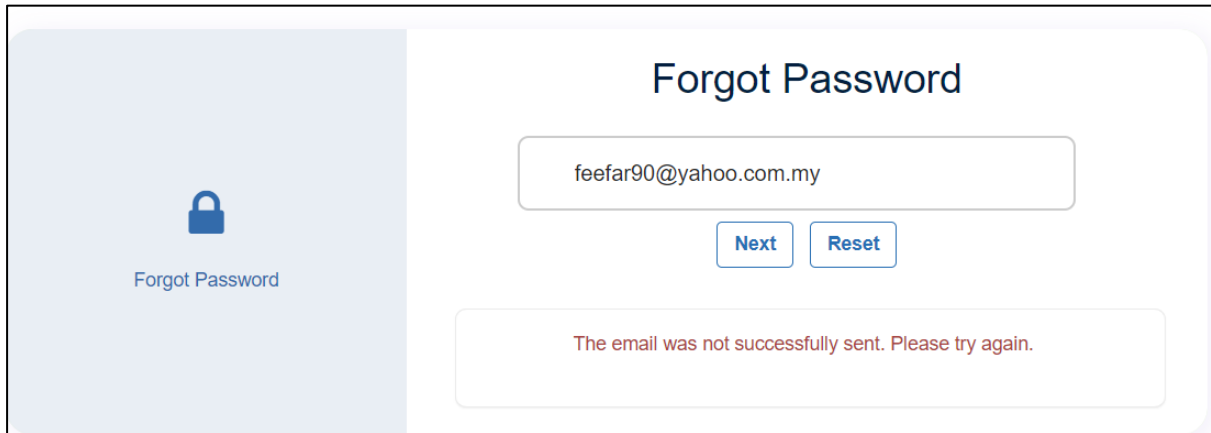 Forgot Password
feefar90@yahoo.com.my
Next Reset
Forgot Password
The email was not successfully sent. Please try again.